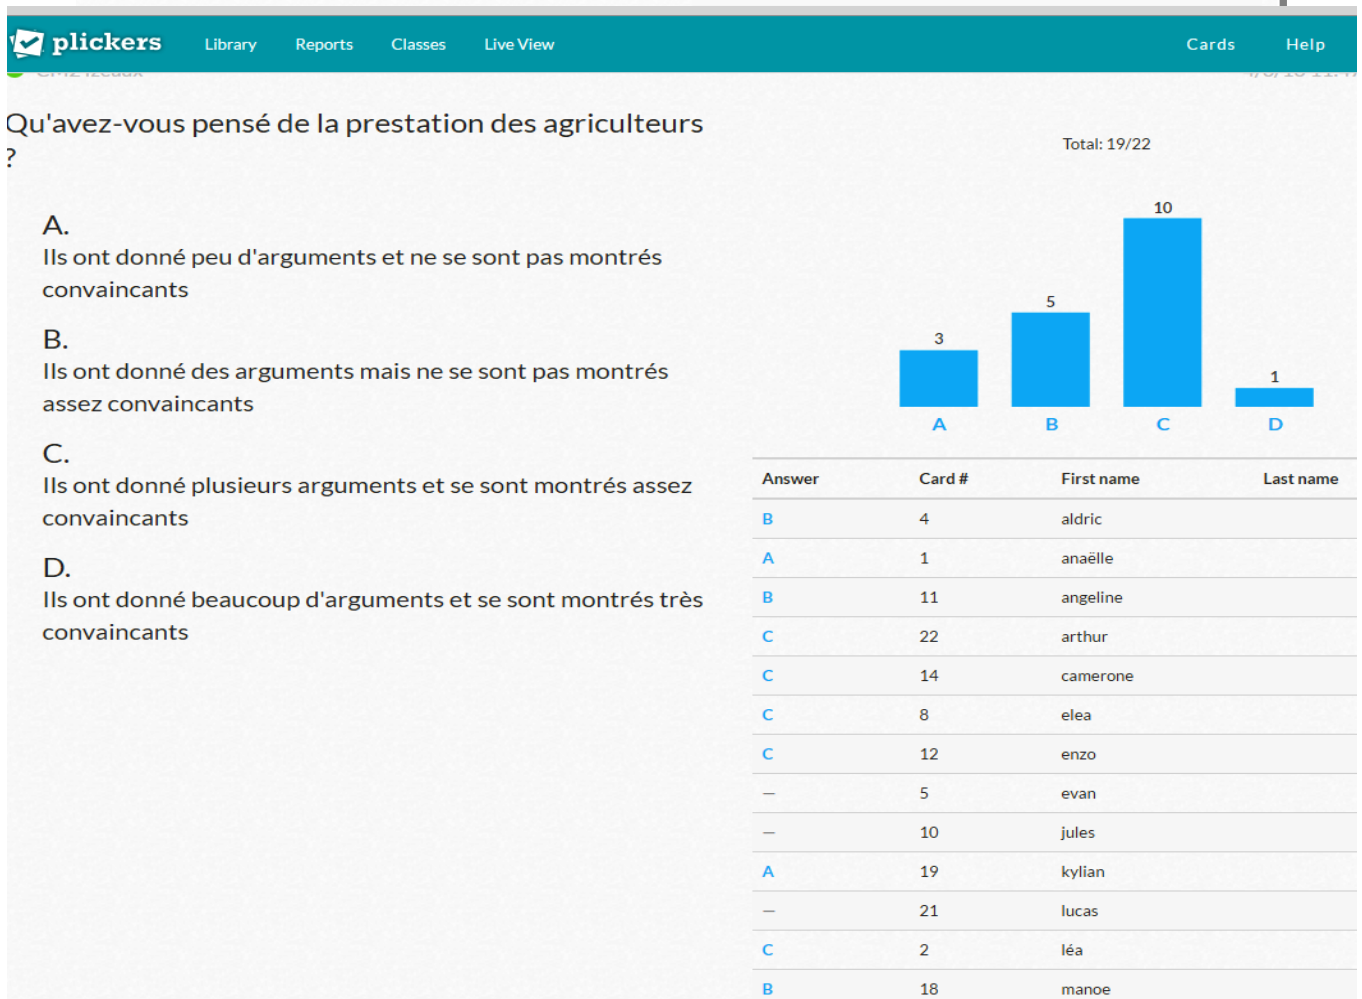 plickers Library Reports Classes Live View Cards Help
Qu'avez-vous pensé de la prestation des agriculteurs
?
A.
Ils ont donné peu d'arguments et ne se sont pas montrés
convaincants
B.
Ils ont donné des arguments mais ne se sont pas montrés
assez convaincants
C.
Ils ont donné plusieurs arguments et se sont montrés assez
convaincants
D.
Ils ont donné beaucoup d'arguments et se sont montrés très
convaincants
Total: 19/22
10
5
3
1
A B C D
Answer Card # First name Last name
B 4 aldric
A 1 anaëlle
B 11 angeline
C 22 arthur
C 14 camerone
C 8 elea
C 12 enzo
— 5 evan
— 10 jules
A 19 kylian
— 21 lucas
C 2 léa
B 18 manoe